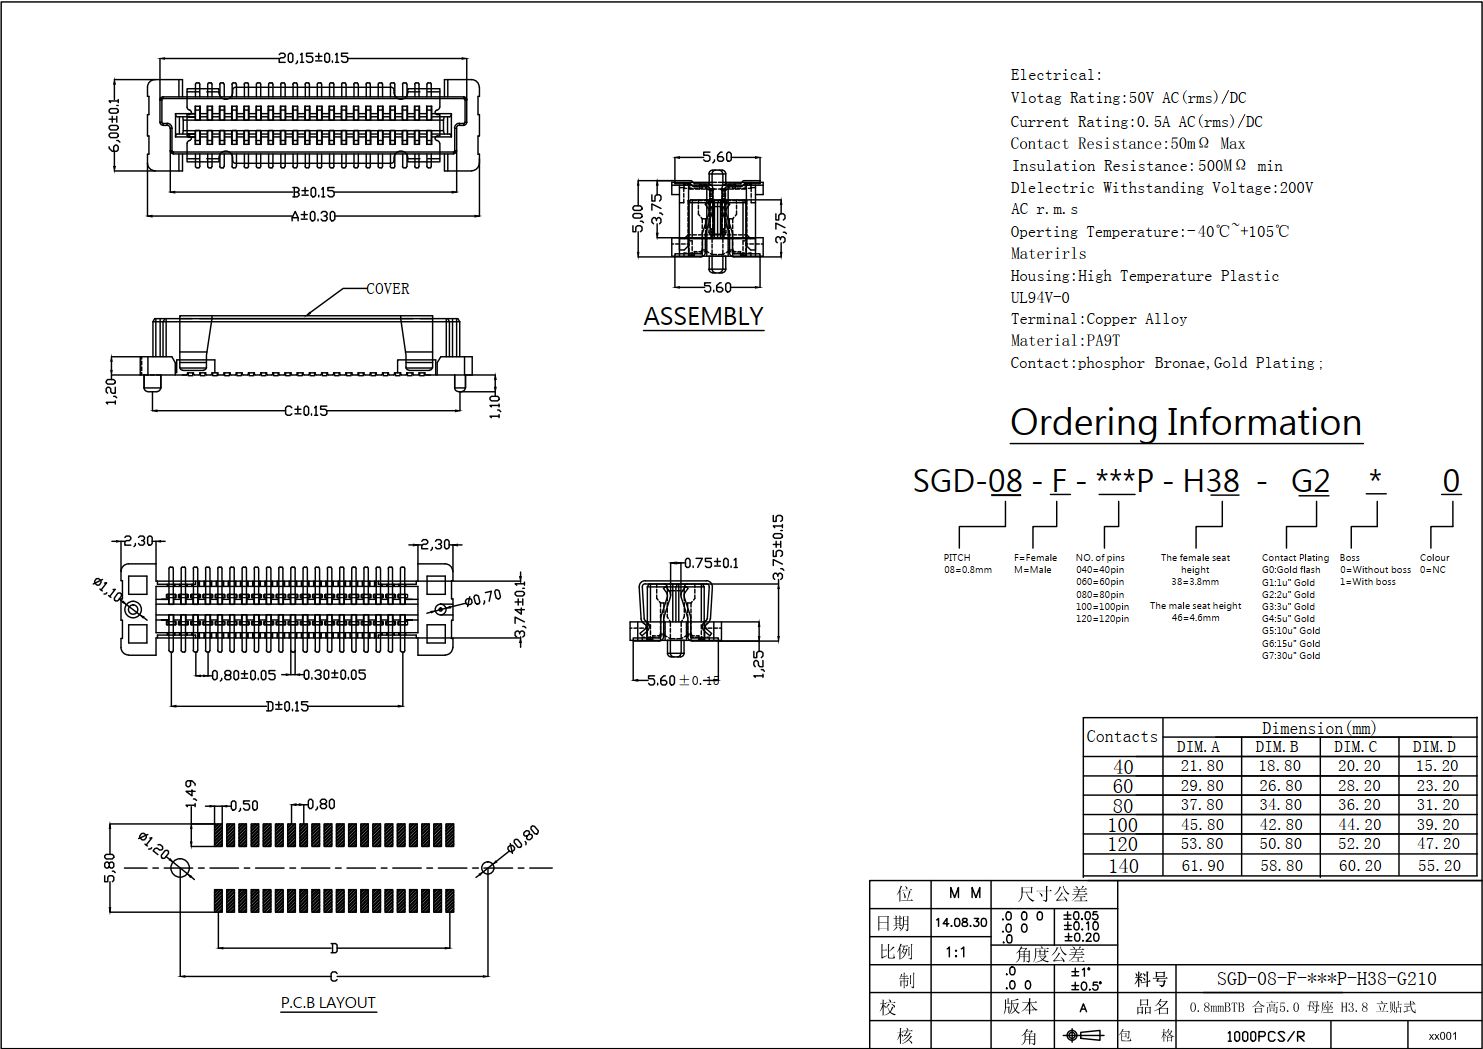 20,15±0.15
6,00±0.1
B±0.15
A±0.30
COVER
1,20
C±0.15
1,10
5,60
5,00
3,75
3,75
5.60
ASSEMBLY
Electrical:
Vlotag Rating:50V AC(rms)/DC
Current Rating:0.5A AC(rms)/DC
Contact Resistance:50mΩ Max
Insulation Resistance:500MΩ min
Dlelectric Withstanding Voltage:200V
AC r.m.s
Operting Temperature:-40℃~+105℃
Materirls
Housing:High Temperature Plastic
UL94V-0
Terminal:Copper Alloy
Material:PA9T
Contact:phosphor Bronae,Gold Plating;
Ordering Information
SGD-08 - F - ***P - H38 - G2 * 0
PITCH
08=0.8mm
F=Female
M=Male
NO. of pins
040=40pin
060=60pin
080=80pin
100=100pin
120=120pin
The female seat
height
38=3.8mm
The male seat height
46=4.6mm
Contact Plating
G0:Gold flash
G1:1u" Gold
G2:2u" Gold
G3:3u" Gold
G4:5u" Gold
G5:10u" Gold
G6:15u" Gold
G7:30u" Gold
Boss
0=Without boss
1=With boss
Colour
0=NC
2,30
2,30
ø1,10
ø0,70
3,74±0.1
0,80±0.05
0.30±0.05
D±0.15
0.75±0.1
3,75±0.15
1,25
5.60±0.10
1,49
0,50
0,80
ø1,20
ø0,80
5,80
D
C
P.C.B LAYOUT
Contacts Dimension(mm)
DIM.A DIM.B DIM.C DIM.D
40 21.80 18.80 20.20 15.20
60 29.80 26.80 28.20 23.20
80 37.80 34.80 36.20 31.20
100 45.80 42.80 44.20 39.20
120 53.80 50.80 52.20 47.20
140 61.90 58.80 60.20 55.20
位 M M 尺寸公差
日期 14.08.30 .0 0 0 ±0.05
.0 0 ±0.10
.0 ±0.20
比例 1:1 角度公差
制 .0 ±1°
.0 0 ±0.5°
料号 SGD-08-F-***P-H38-G210
校 版本 A 品名 0.8mmBTB 合高5.0 母座 H3.8 立贴式
核 角 包 格 1000PCS/R xx001